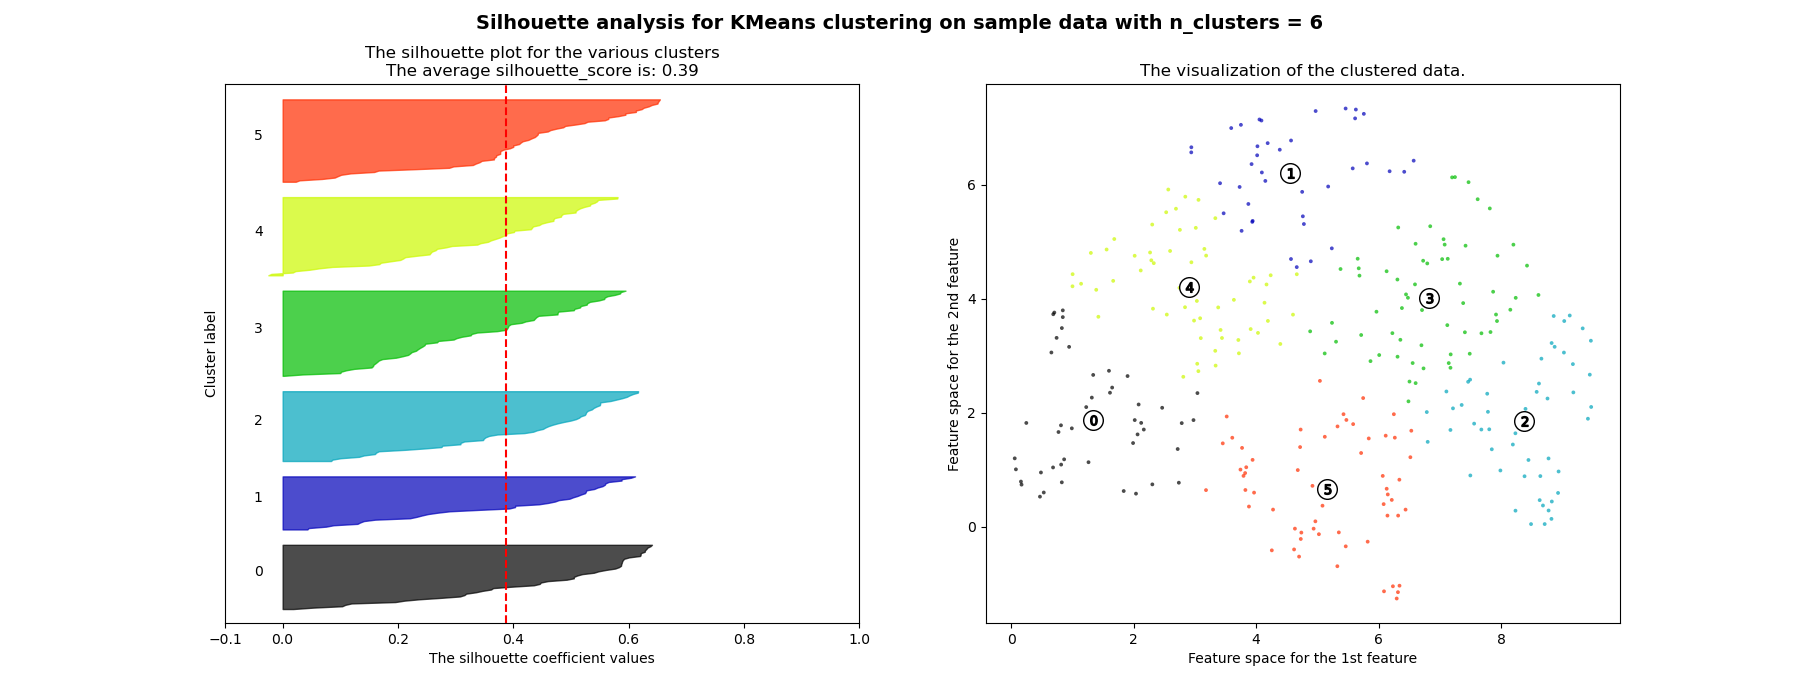 Silhouette analysis for KMeans clustering on sample data with n_clusters = 6
The silhouette plot for the various clusters
The average silhouette_score is: 0.39
Cluster label
5
4
3
2
1
0
−0.1 0.0 0.2 0.4 0.6 0.8 1.0
The silhouette coefficient values
The visualization of the clustered data.
Feature space for the 2nd feature
6
4
2
0
1
4
3
0
2
5
0 2 4 6 8
Feature space for the 1st feature